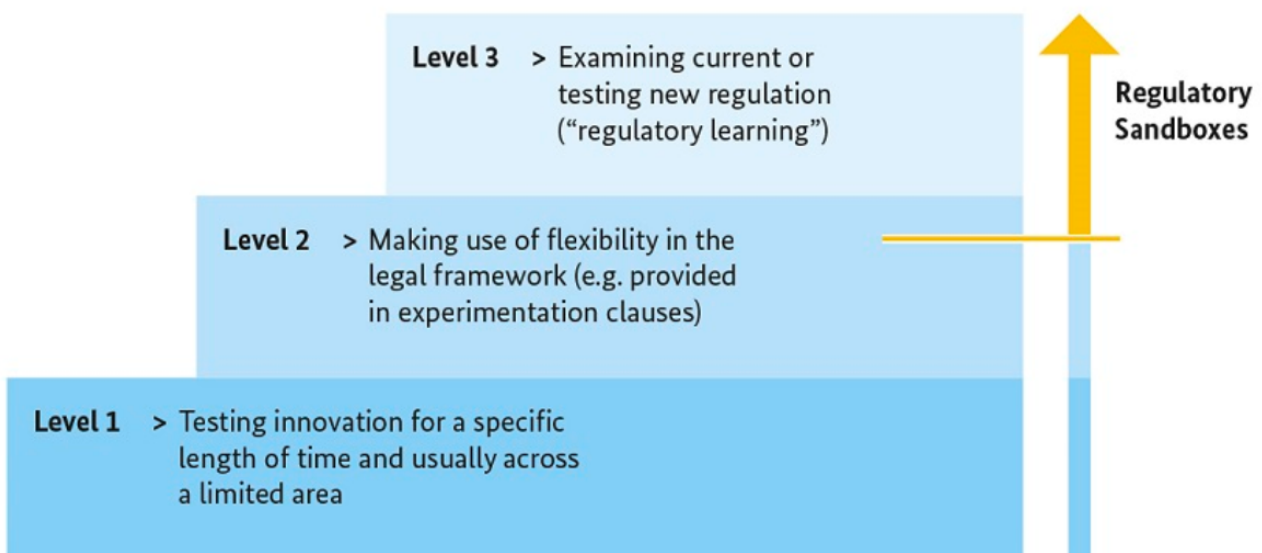 Level 3 > Examining current or
testing new regulation
(“regulatory learning”)
Regulatory
Sandboxes
Level 2 > Making use of flexibility in the
legal framework (e.g. provided
in experimentation clauses)
Level 1 > Testing innovation for a specific
length of time and usually across
a limited area